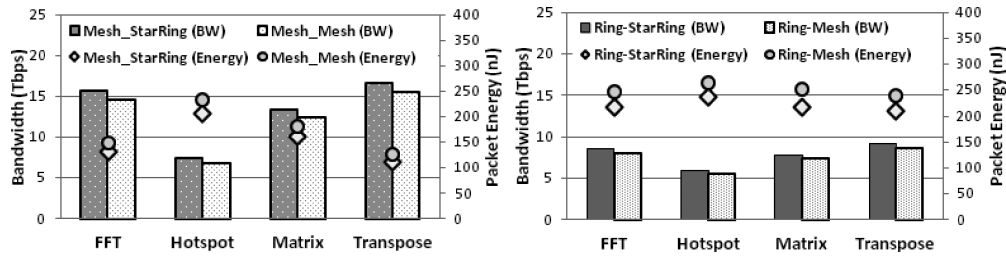 25
20
15
10
5
0
Bandwidth (Tbps)
Mesh_StarRing (BW)
Mesh_Mesh (BW)
Mesh_StarRing (Energy)
Mesh_Mesh (Energy)
400
350
300
250
200
150
100
50
0
Packet Energy (nJ)
FFT
Hotspot
Matrix
Transpose
25
20
15
10
5
0
Bandwidth (Tbps)
Ring-StarRing (BW)
Ring-Mesh (BW)
Ring-StarRing (Energy)
Ring-Mesh (Energy)
400
350
300
250
200
150
100
50
0
Packet Energy (nJ)
FFT
Hotspot
Matrix
Transpose